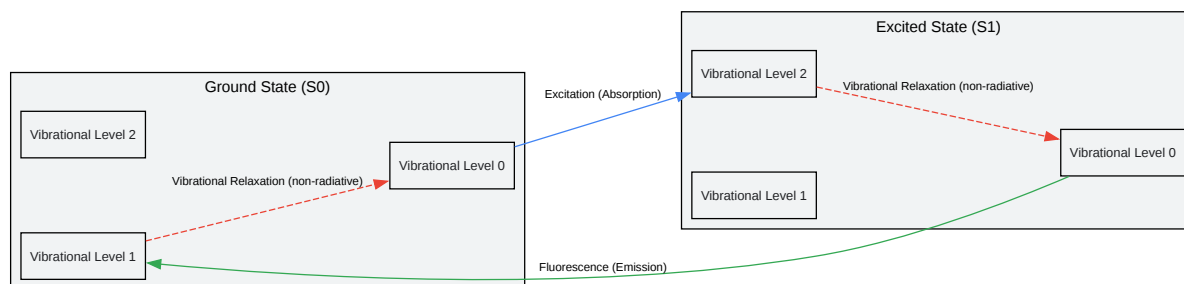 Excited State (S1)
Ground State (S0)
Vibrational Level 2
Vibrational Relaxation (non-radiative)
Excitation (Absorption)
Vibrational Level 2
Vibrational Level 0
Vibrational Level 0
Vibrational Relaxation (non-radiative)
Vibrational Level 1
Vibrational Level 1
Fluorescence (Emission)